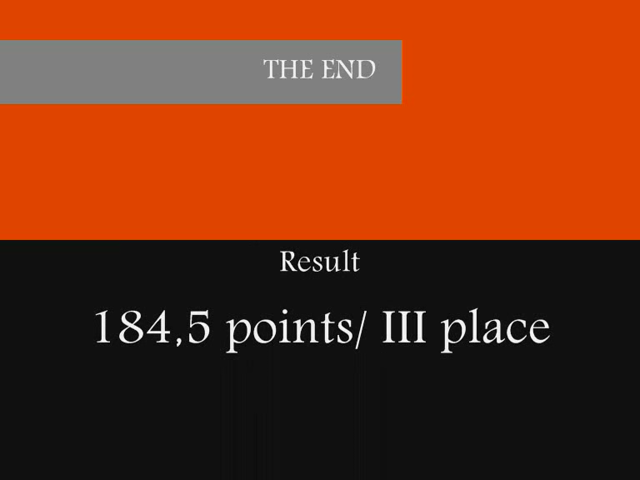 THE END
Result
184,5 points/ III place